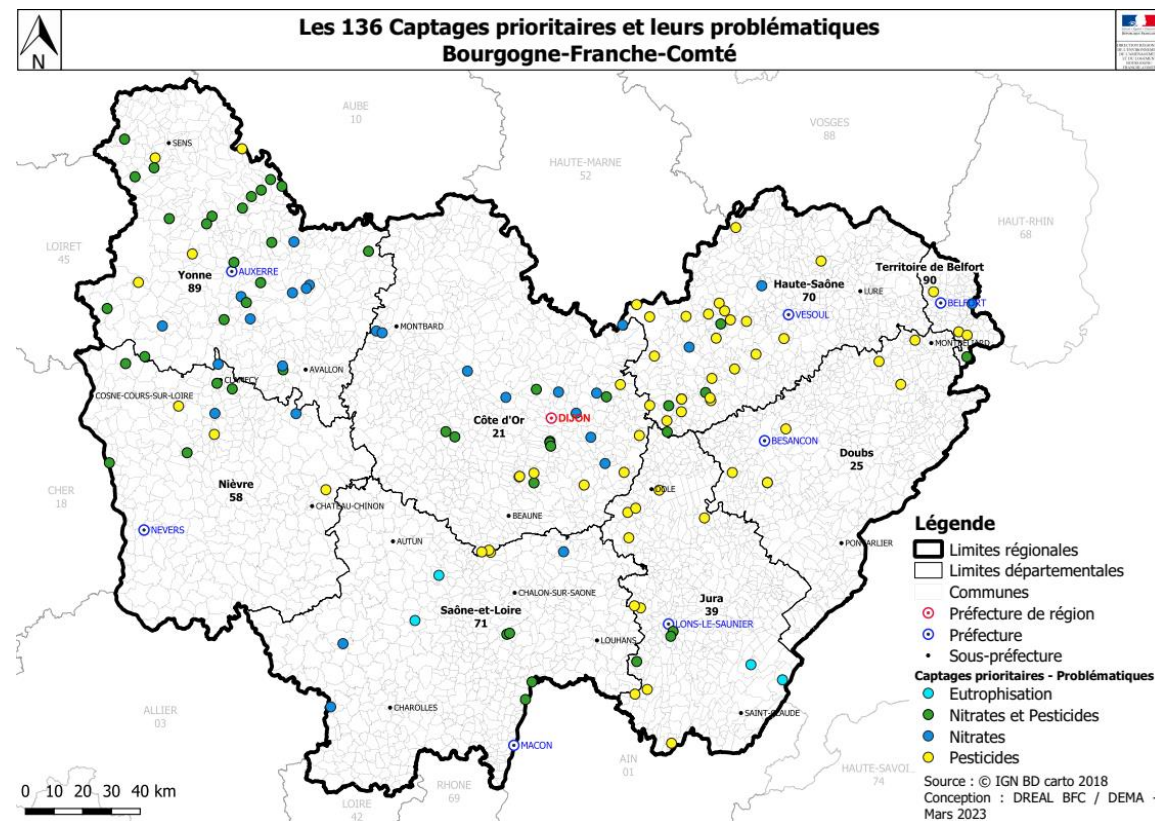 Les 136 Captages prioritaires et leurs problématiques
Bourgogne-Franche-Comté
N
AUBE
10
VOSGES
88
HAUTE-MARNE
52
HAUT-RHIN
68
LOIRET
45
SENS
Yonne
89
AUXERRE
Territoire de Belfort
90
Haute-Saône
70
LURE
BELFORT
VESOUL
MONTBARD
MONTBELIARD
AVALLON
CLAMECY
COSNE-COURS-SUR-LOIRE
Côte d'Or
21
DIJON
BESANCON
Doubs
25
CHER
18
Nièvre
58
CHATEAU-CHINON
DOLE
BEAUNE
NEVERS
AUTUN
PONTARLIER
CHALON-SUR-SAONE
Saône-et-Loire
71
Jura
39
LONS-LE-SAUNIER
LOUHANS
ALLIER
03
CHAROLLES
SAINT-CLAUDE
MACON
AIN
01
HAUTE-SAVOI
74
RHONE
69
LOIRE
42
0 10 20 30 40 km
Légende
Limites régionales
Limites départementales
Communes
Préfecture de région
Préfecture
Sous-préfecture
Captages prioritaires - Problématiques
Eutrophisation
Nitrates et Pesticides
Nitrates
Pesticides
Source : © IGN BD carto 2018
Conception : DREAL BFC / DEMA -
Mars 2023